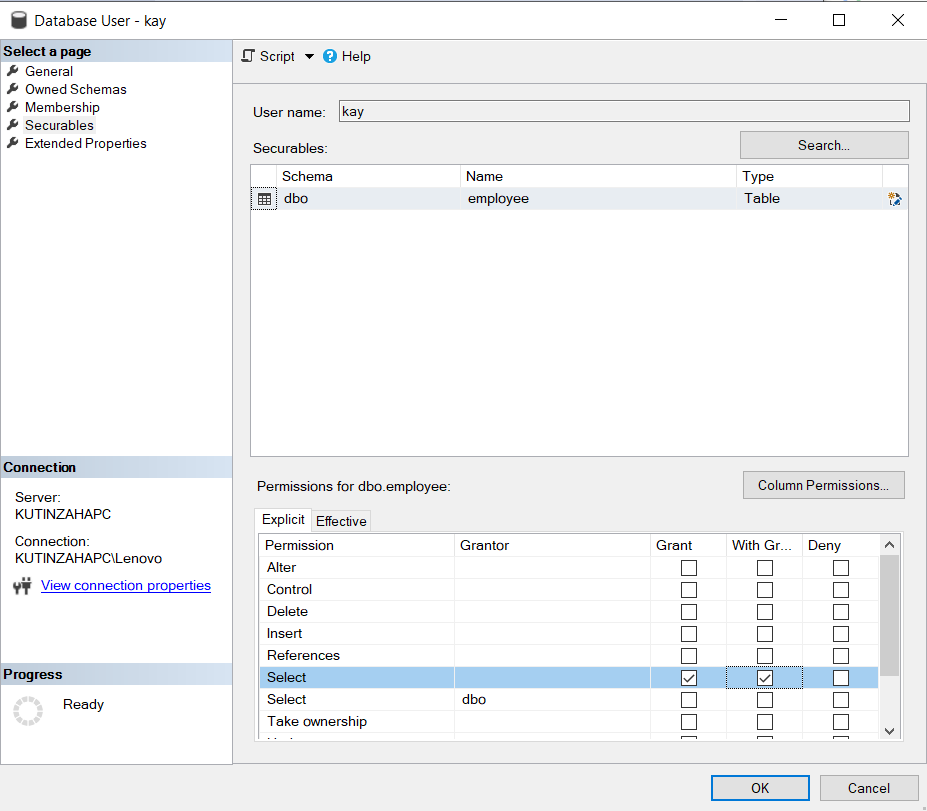 Database User - kay
Select a page
General
Owned Schemas
Membership
Securables
Extended Properties
Connection
Server:
KUTINZAHAPC
Connection:
KUTINZAHAPC\Lenovo
View connection properties
Progress
Ready
Script Help
User name: kay
Securables: Search...
Schema Name Type
dbo employee Table
Permissions for dbo.employee: Column Permissions...
Explicit Effective
Permission Grantor Grant With Gr... Deny
Alter
Control
Delete
Insert
References
Select
Select dbo
Take ownership
OK Cancel